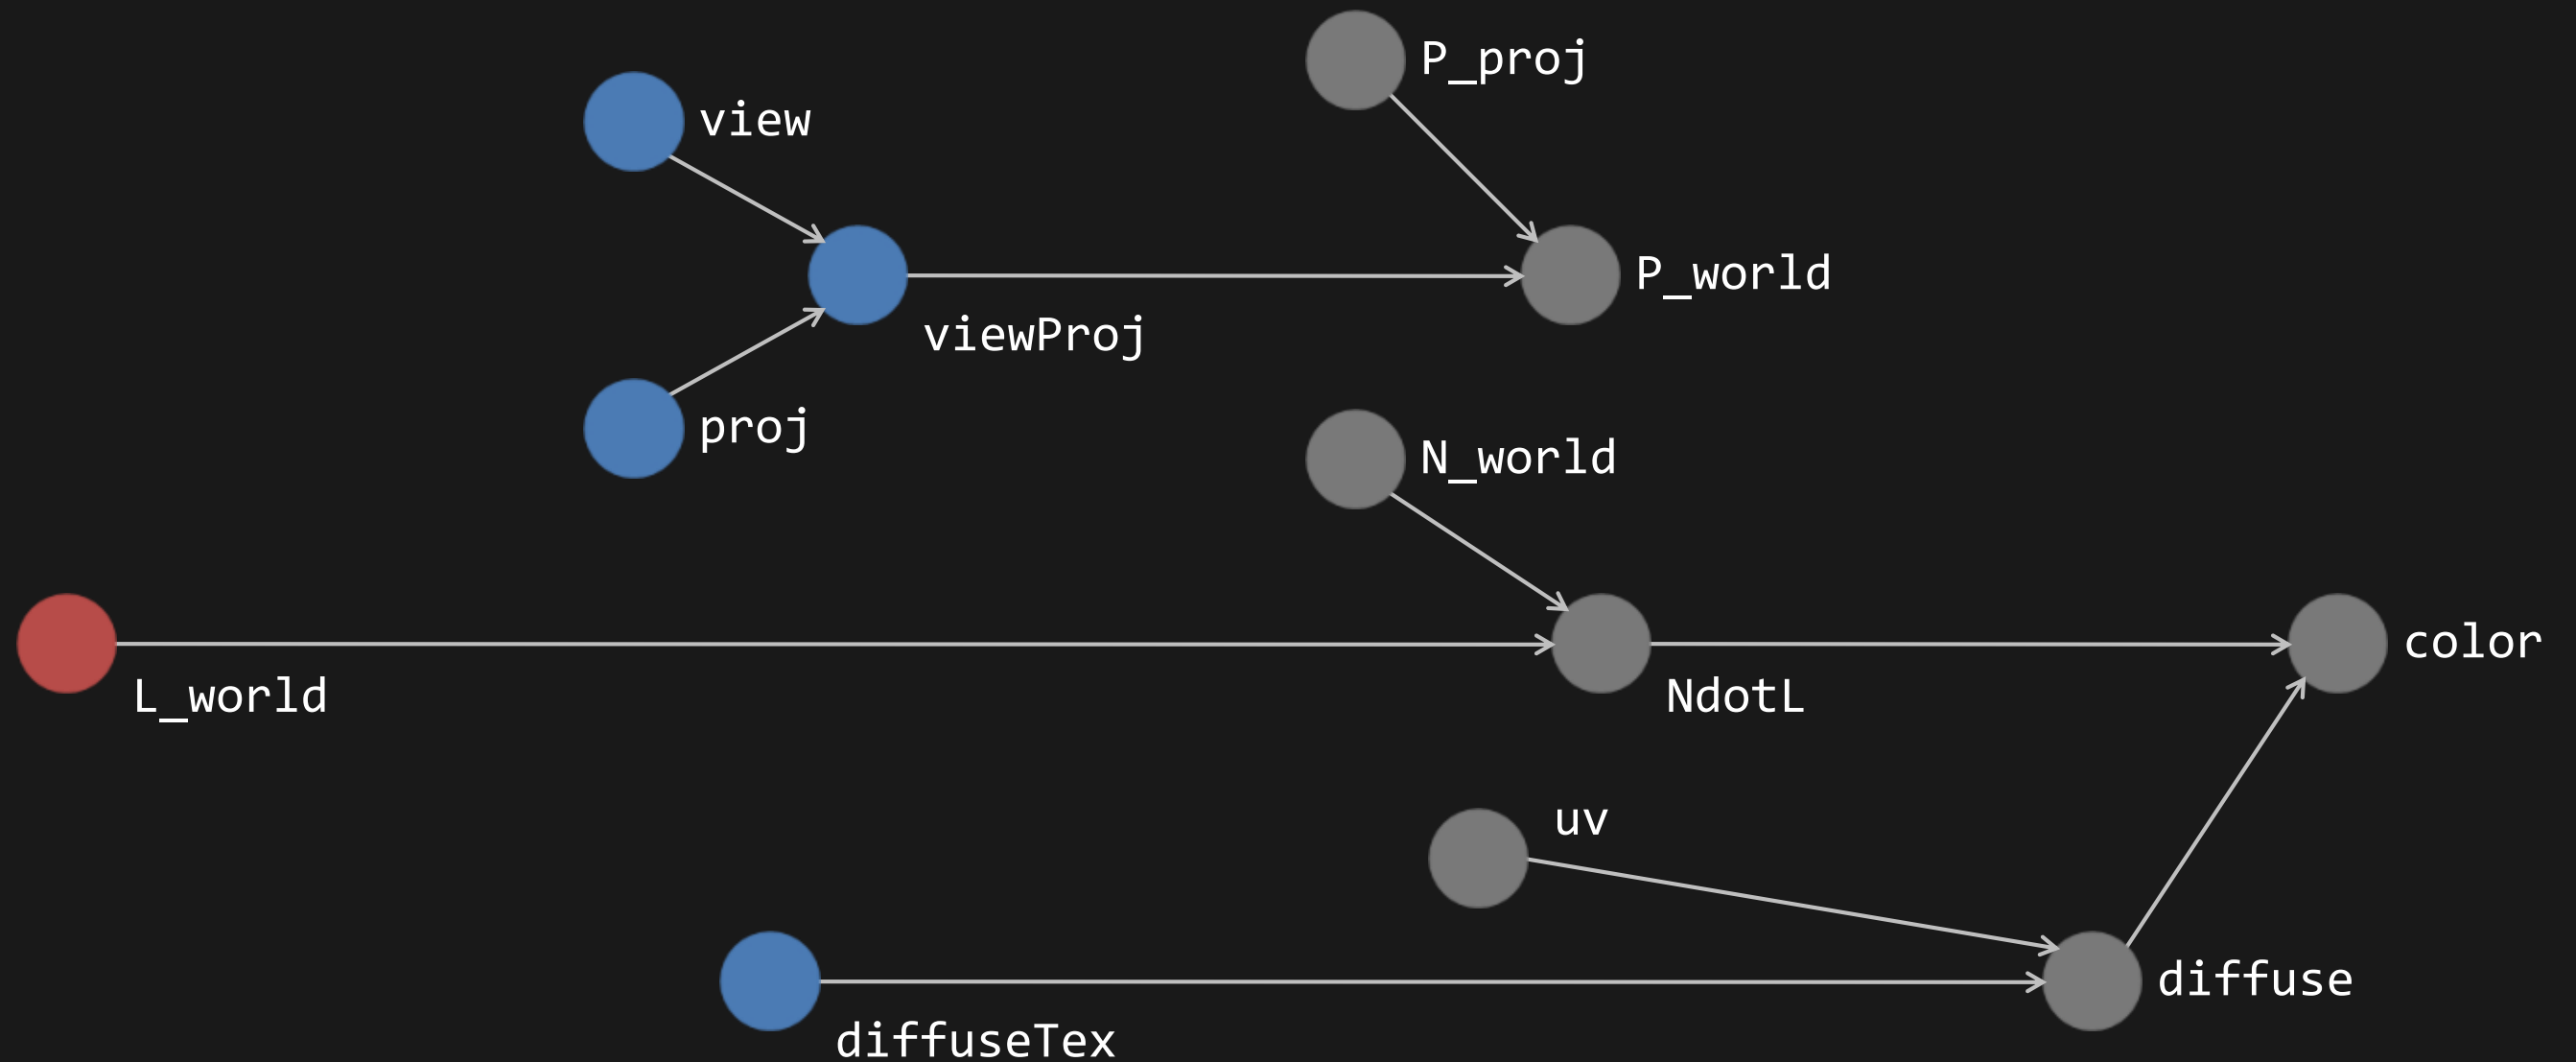 P_proj
view
P_world
viewProj
proj
N_world
color
L_world
NdotL
uv
diffuse
diffuseTex